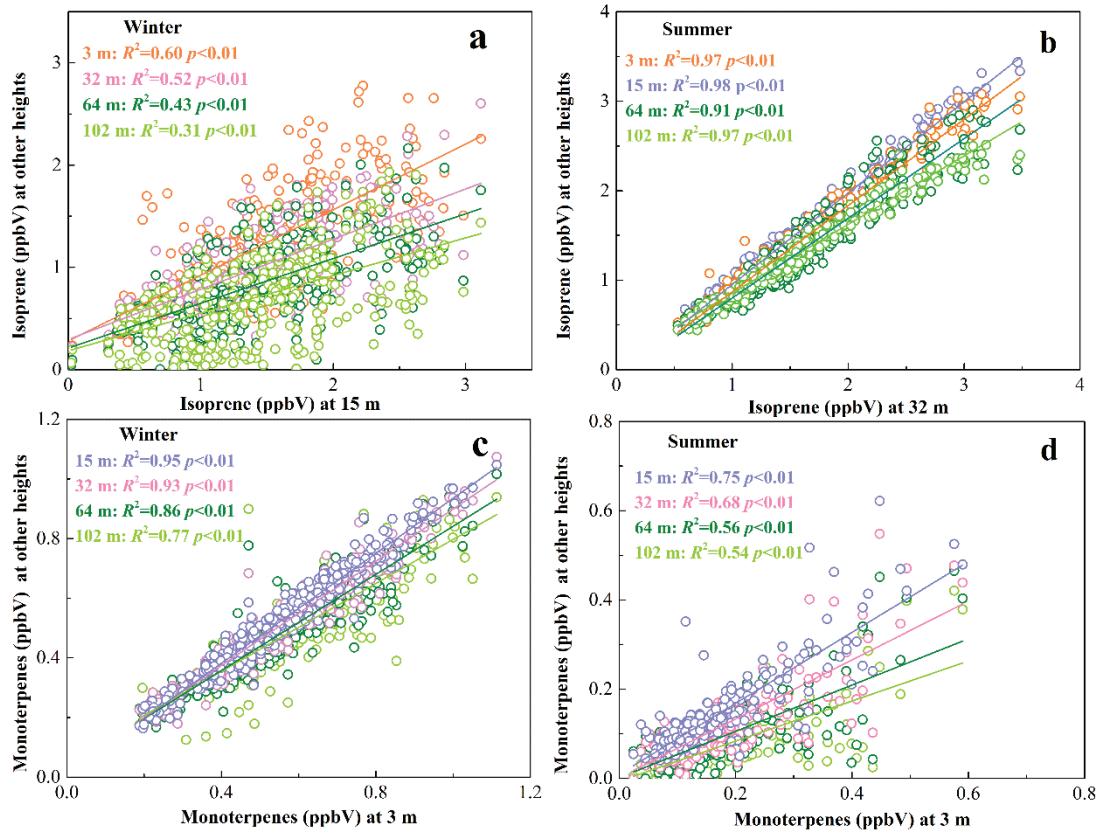 Winter
a
3 m: R²=0.60 p<0.01
32 m: R²=0.52 p<0.01
64 m: R²=0.43 p<0.01
102 m: R²=0.31 p<0.01
Isoprene (ppbV) at other heights
3
2
1
0
0 1 2 3
Isoprene (ppbV) at 15 m
Summer
b
3 m: R²=0.97 p<0.01
15 m: R²=0.98 p<0.01
64 m: R²=0.91 p<0.01
102 m: R²=0.97 p<0.01
Isoprene (ppbV) at other heights
4
3
2
1
0
0 1 2 3 4
Isoprene (ppbV) at 32 m
Winter
c
15 m: R²=0.95 p<0.01
32 m: R²=0.93 p<0.01
64 m: R²=0.86 p<0.01
102 m: R²=0.77 p<0.01
Monoterpenes (ppbV) at other heights
1.2
0.8
0.4
0.0
0.0 0.4 0.8 1.2
Monoterpenes (ppbV) at 3 m
Summer
d
15 m: R²=0.75 p<0.01
32 m: R²=0.68 p<0.01
64 m: R²=0.56 p<0.01
102 m: R²=0.54 p<0.01
Monoterpenes (ppbV) at other heights
0.8
0.6
0.4
0.2
0.0
0.0 0.2 0.4 0.6 0.8
Monoterpenes (ppbV) at 3 m